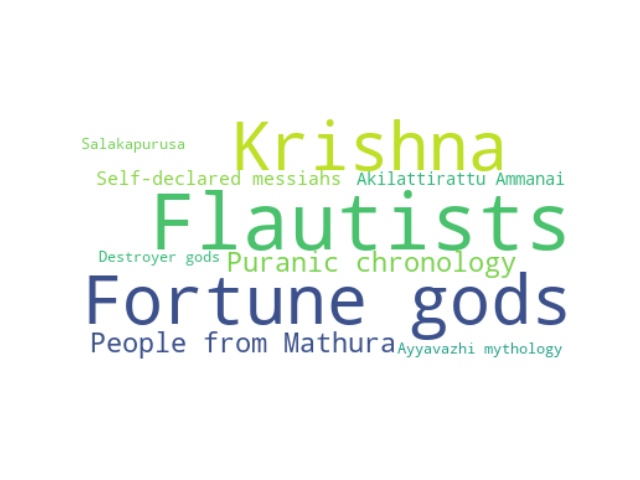 Krishna
Salakapurusa
Self-declared messiahs Akilattirattu Ammanai
Flautists
Destroyer gods Puranic chronology
Fortune gods
People from Mathura Ayyavazhi mythology